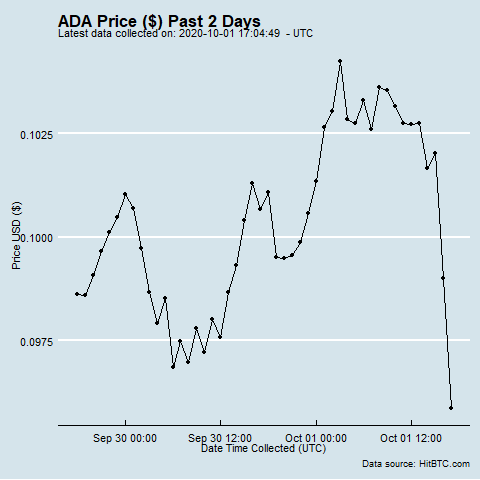 ADA Price ($) Past 2 Days
Latest data collected on: 2020-10-01 17:04:49  - UTC
0.1025
0.1000
0.0975
Price USD ($)
Sep 30 00:00 Sep 30 12:00 Oct 01 00:00 Oct 01 12:00
Date Time Collected (UTC)
Data source: HitBTC.com